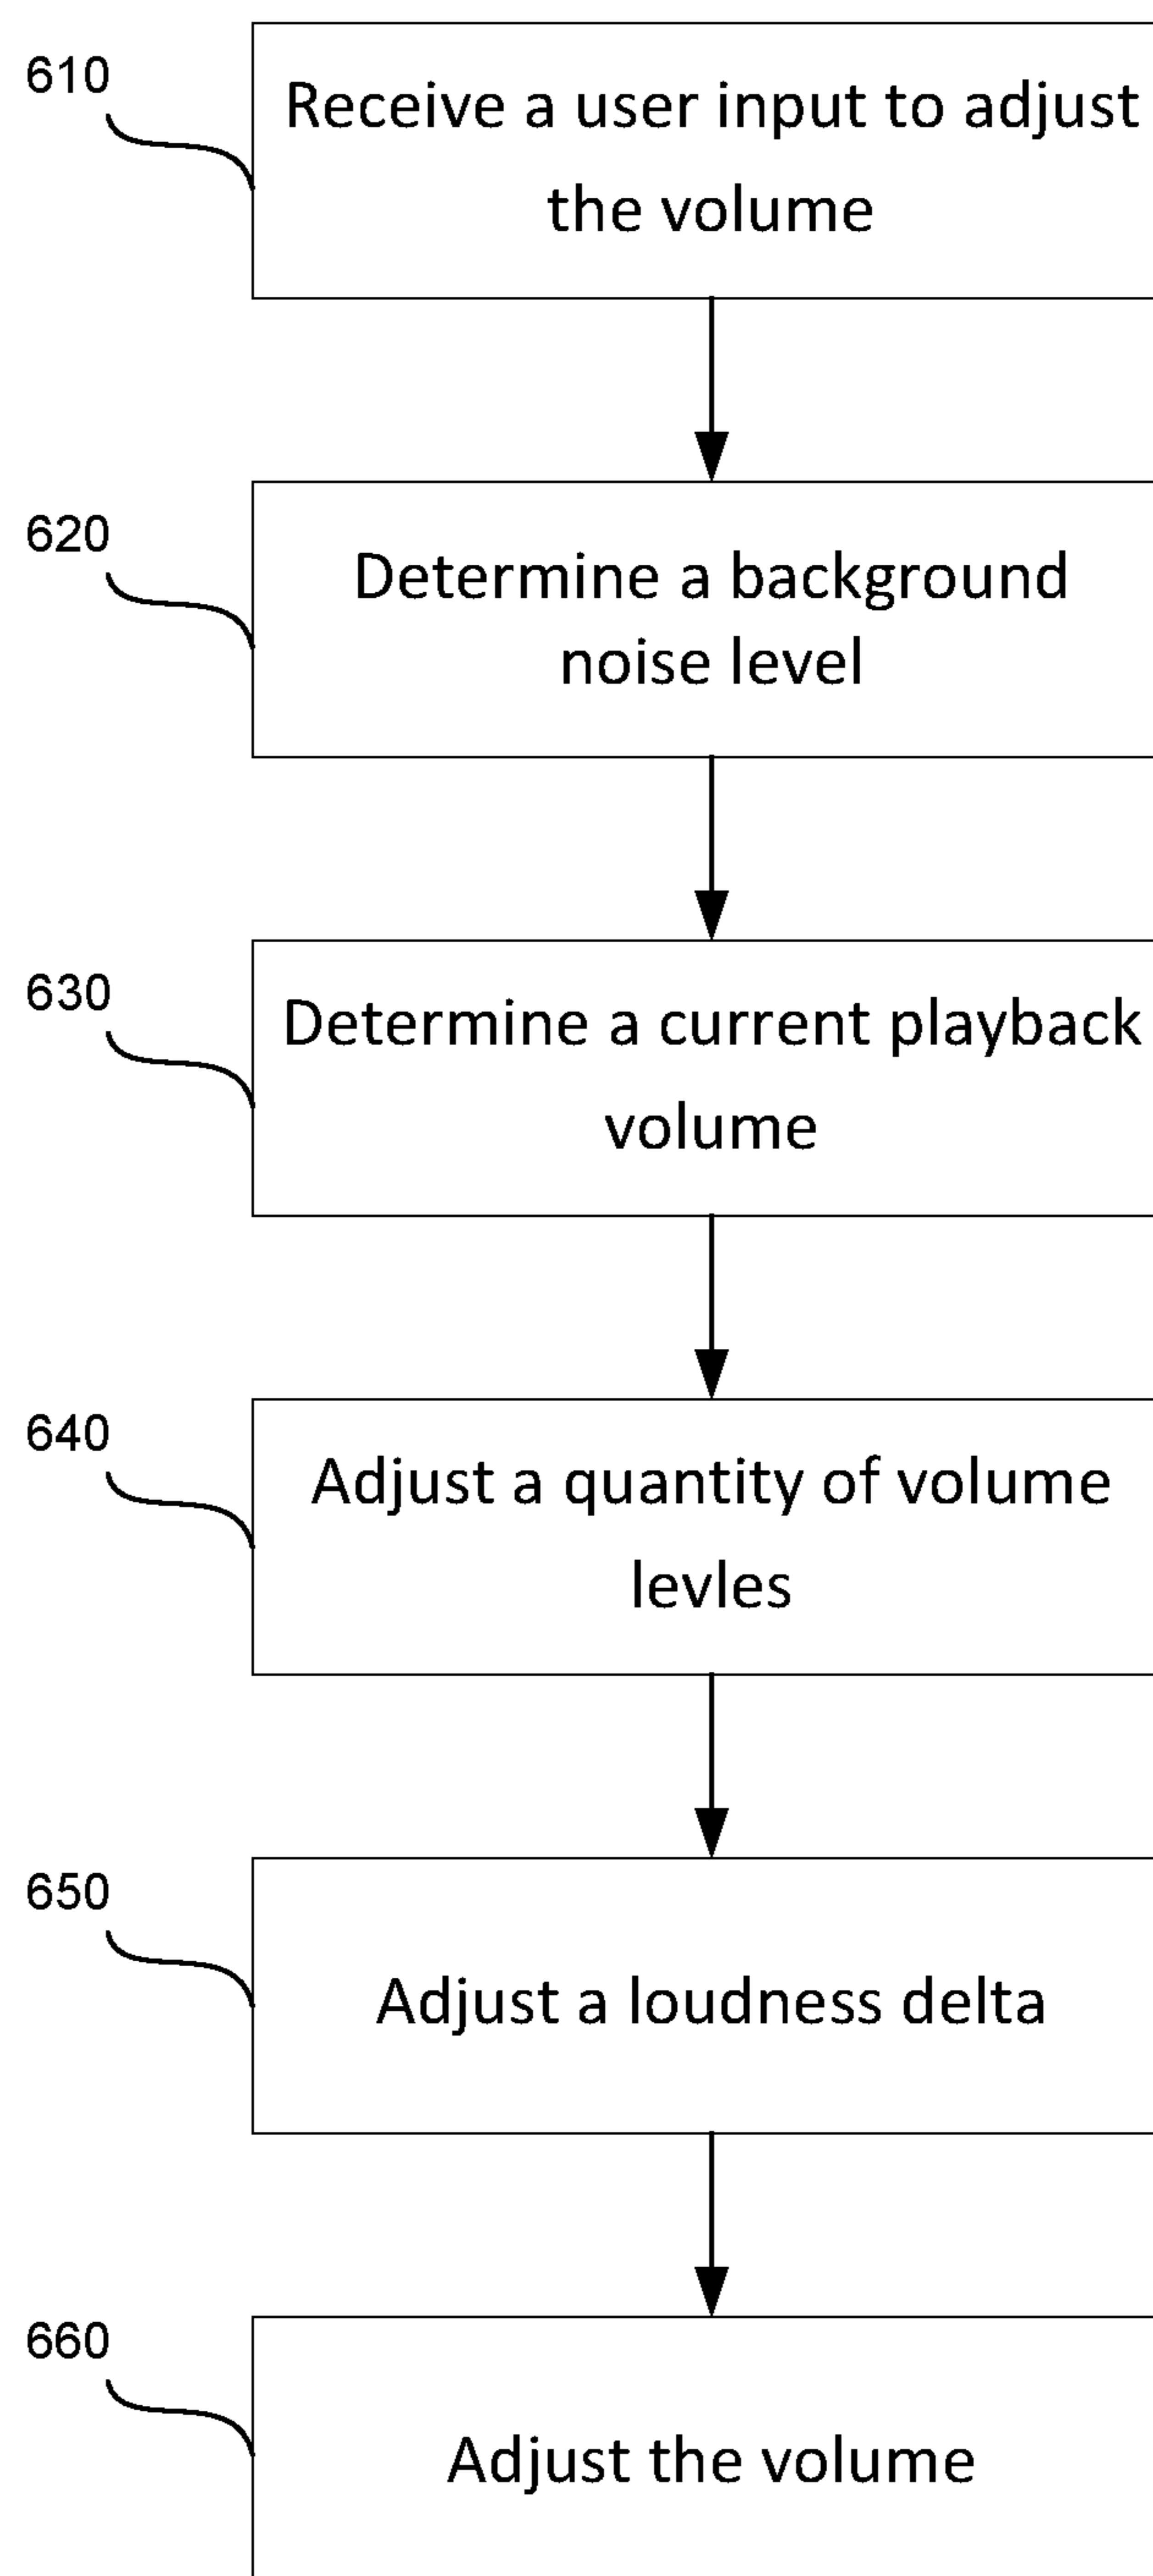 610
Receive a user input to adjust
the volume
620
Determine a background
noise level
630
Determine a current playback
volume
640
Adjust a quantity of volume
levles
650
Adjust a loudness delta
660
Adjust the volume